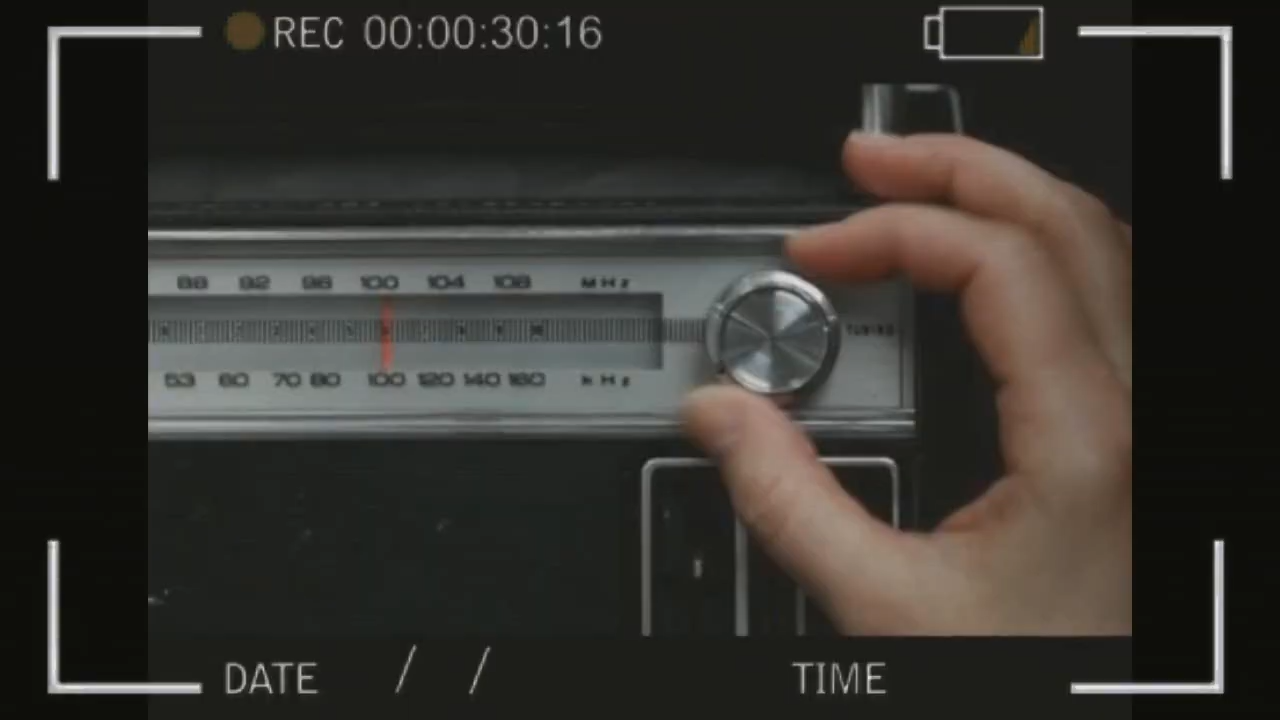 REC 00:00:30:16
88 92 96 100 104 108 MHz
53 60 70 80 100 120 140 160 kHz
TUNING
DATE / / TIME